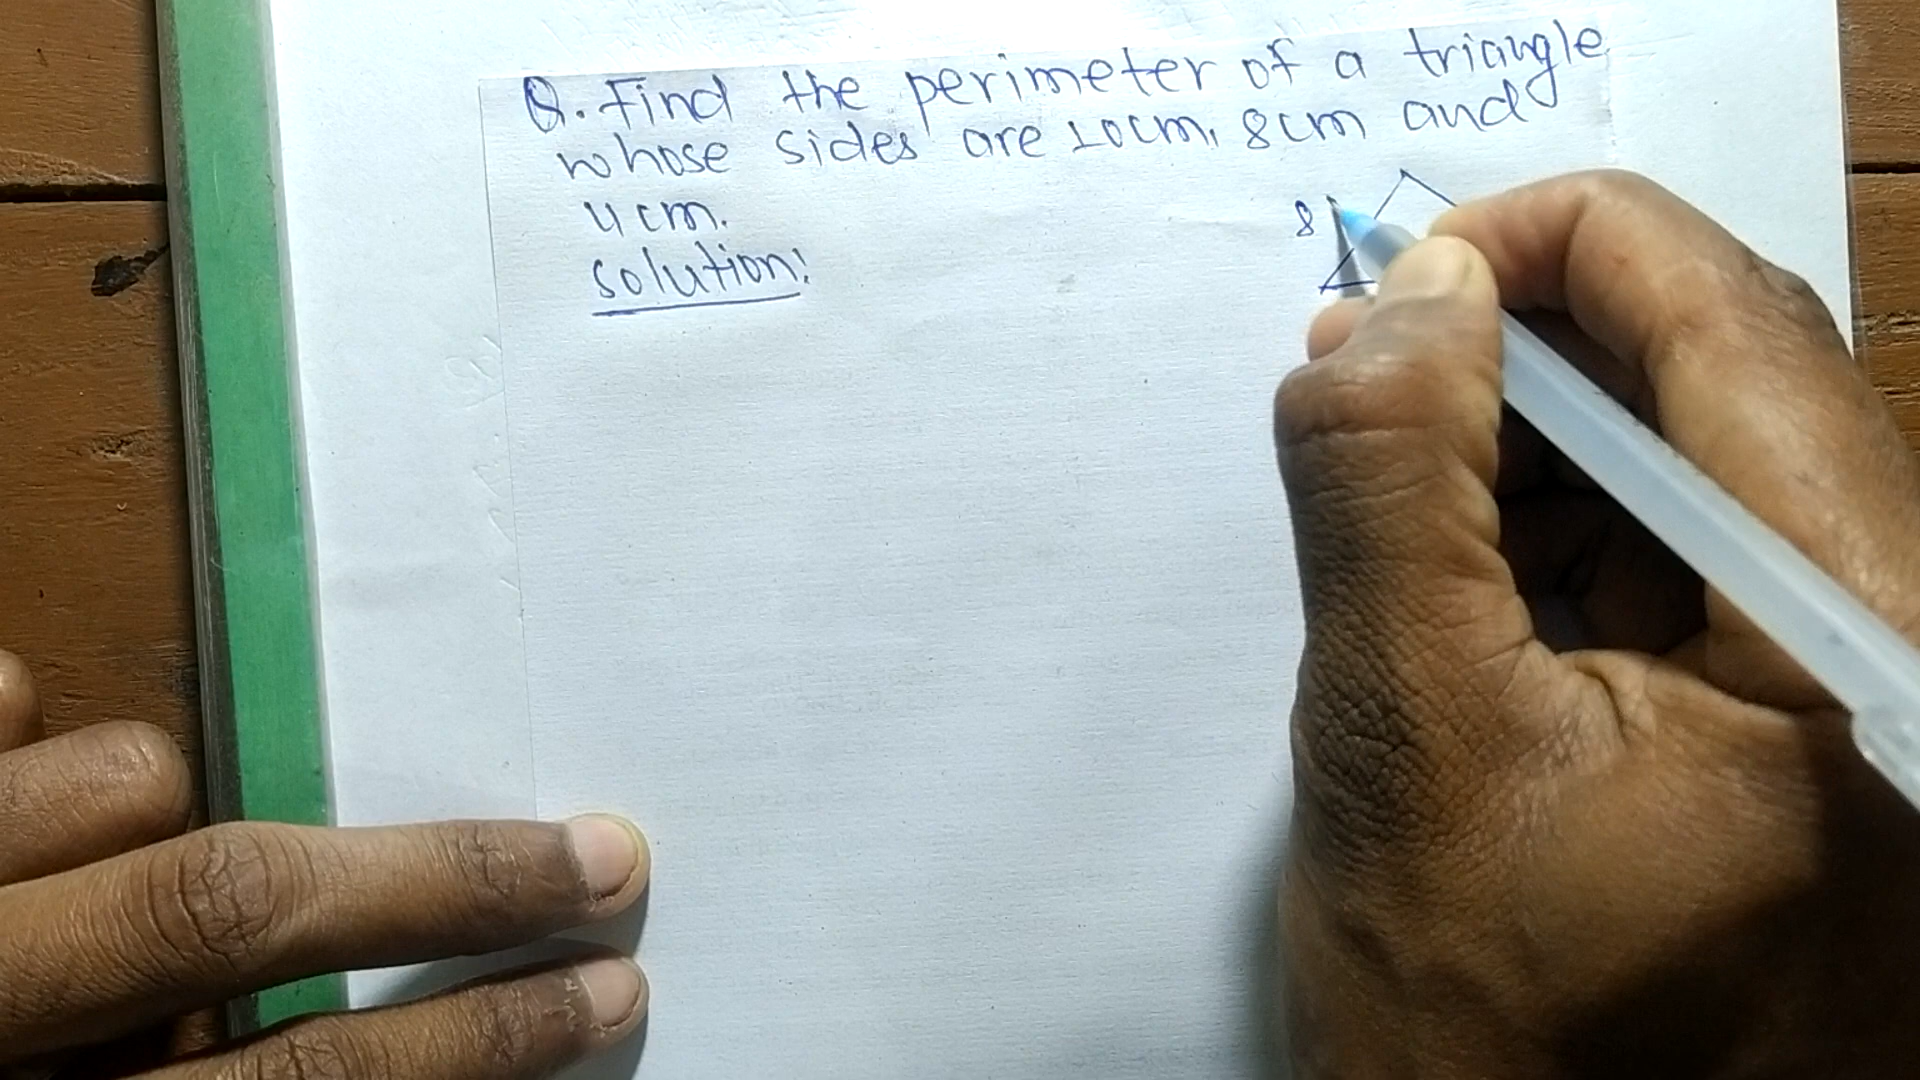 Q. Find the perimeter of a triangle
whose sides are 10cm, 8cm and
4cm.
solution:
8